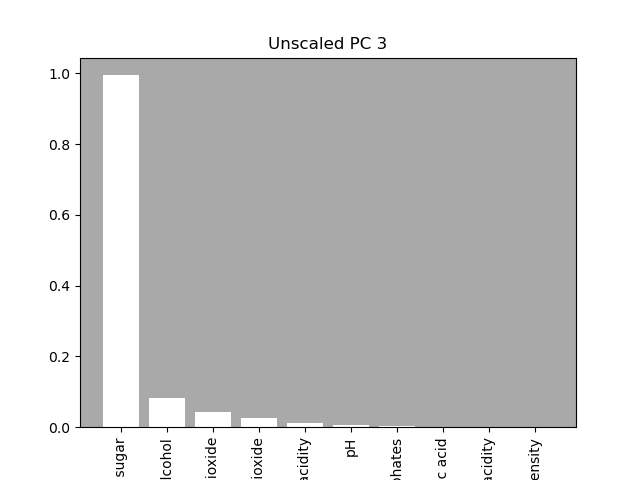 Unscaled PC 3
1.0
0.8
0.6
0.4
0.2
0.0
sugar
lcohol
ioxide
ioxide
acidity
pH
phates
c acid
acidity
ensity